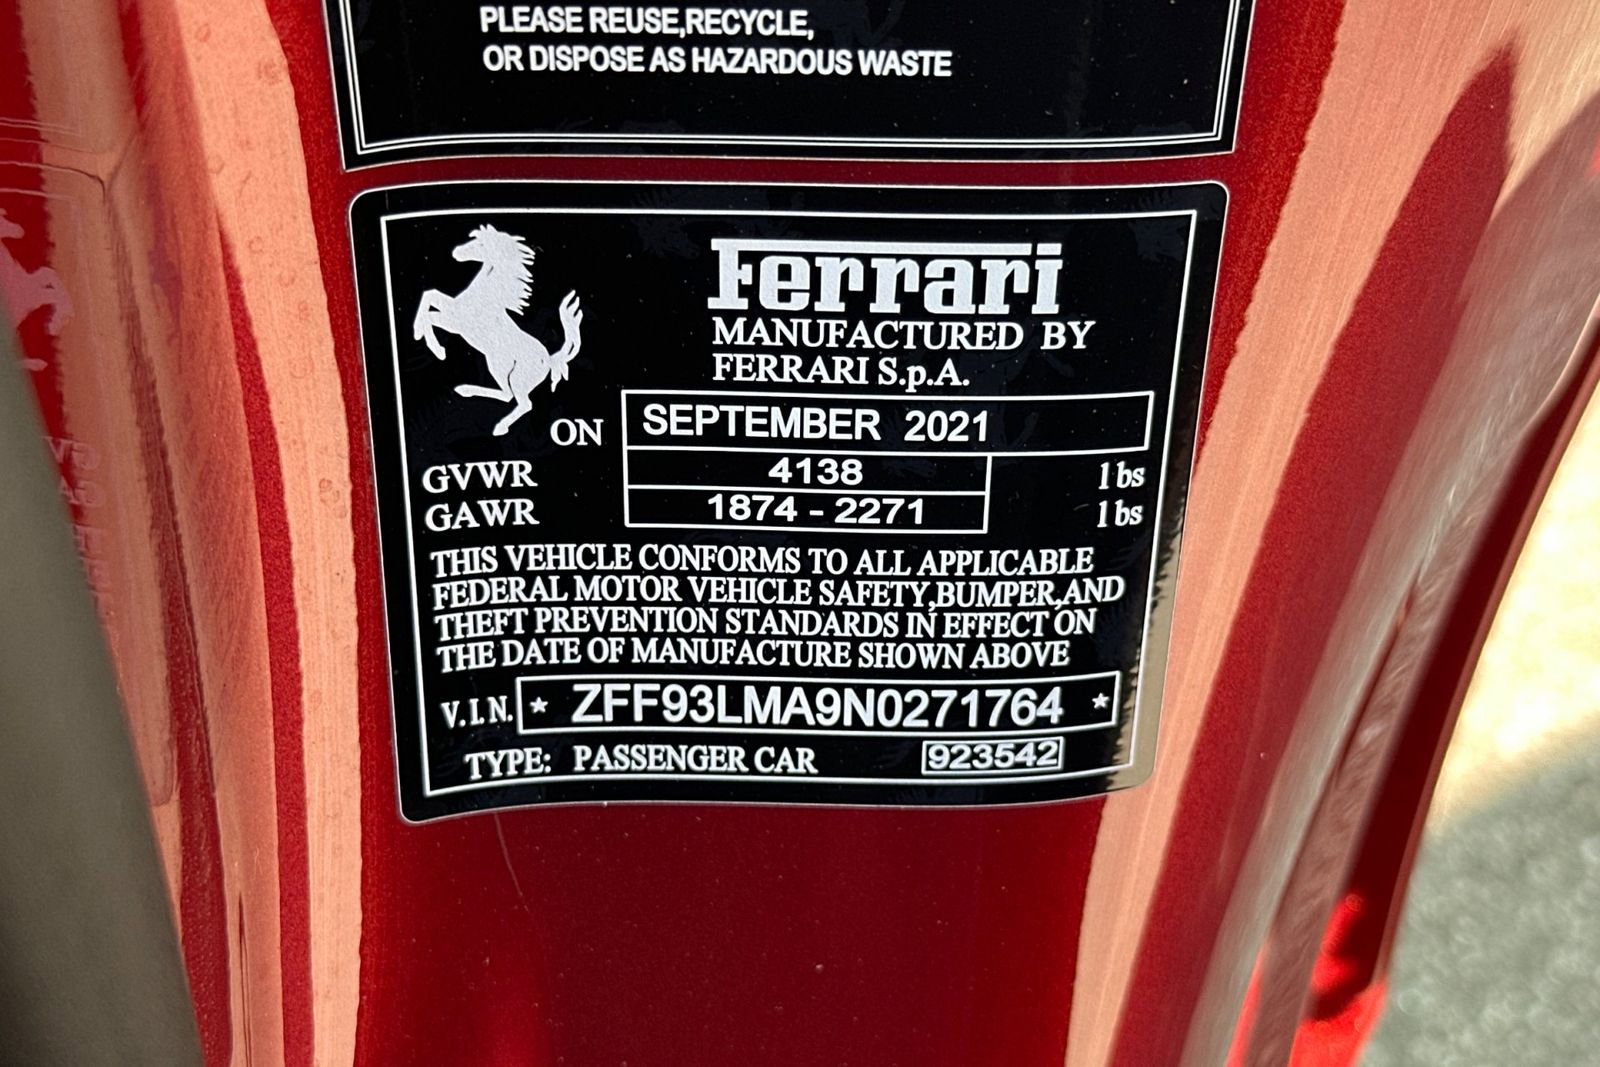 PLEASE REUSE,RECYCLE,
OR DISPOSE AS HAZARDOUS WASTE
Ferrari
MANUFACTURED BY
FERRARI S.p.A.
ON SEPTEMBER 2021
GVWR 4138 lbs
GAWR 1874 - 2271 lbs
THIS VEHICLE CONFORMS TO ALL APPLICABLE
FEDERAL MOTOR VEHICLE SAFETY,BUMPER,AND
THEFT PREVENTION STANDARDS IN EFFECT ON
THE DATE OF MANUFACTURE SHOWN ABOVE
V.I.N. * ZFF93LMA9N0271764 *
TYPE: PASSENGER CAR 923542